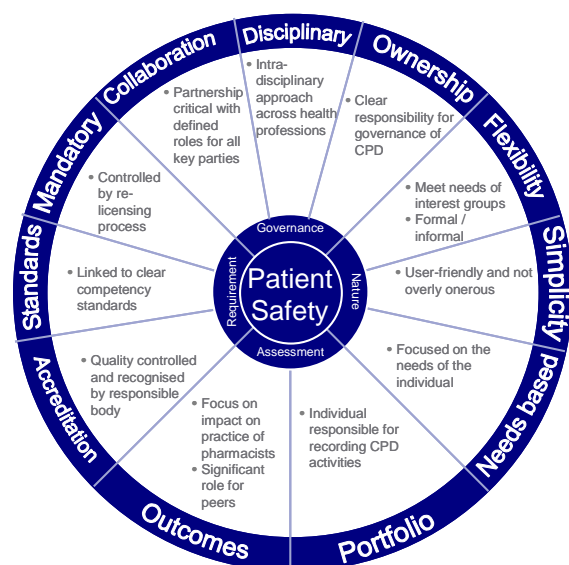 Disciplinary
• Intra-
disciplinary
approach
across health
professions
Ownership
• Clear
responsibility for
governance of
CPD
Flexibility
• Meet needs of
interest groups
• Formal /
informal
Simplicity
• User-friendly and not
overly onerous
Needs based
• Focused on the
needs of the
individual
Portfolio
• Individual
responsible for
recording CPD
activities
Outcomes
• Focus on
impact on
practice of
pharmacists
• Significant
role for
peers
Accreditation
• Quality controlled
and recognised
by responsible
body
Standards
• Linked to clear
competency
standards
Mandatory
• Controlled
by re-
licensing
process
Collaboration
• Partnership
critical with
defined
roles for all
key parties
Governance
Nature
Assessment
Requirement
Patient
Safety